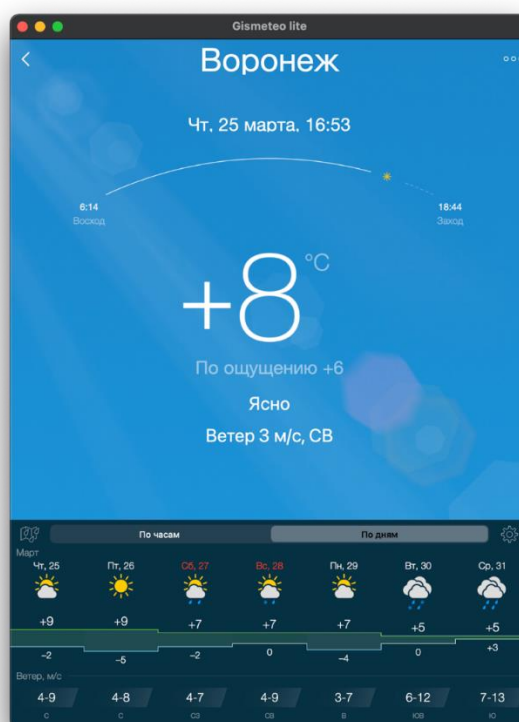 Gismeteo lite
Воронеж
Чт, 25 марта, 16:53
6:14
Восход
18:44
Заход
+8 °C
По ощущению +6
Ясно
Ветер 3 м/с, СВ
По часам По дням
Март
Чт, 25 Пт, 26 Сб, 27 Вс, 28 Пн, 29 Вт, 30 Ср, 31
+9 +9 +7 +7 +7 +5 +5
-2 -5 -2 0 -4 0 +3
Ветер, м/с
4-9 4-8 4-7 4-9 3-7 6-12 7-13
С С СЗ СВ В ЮВ Ю